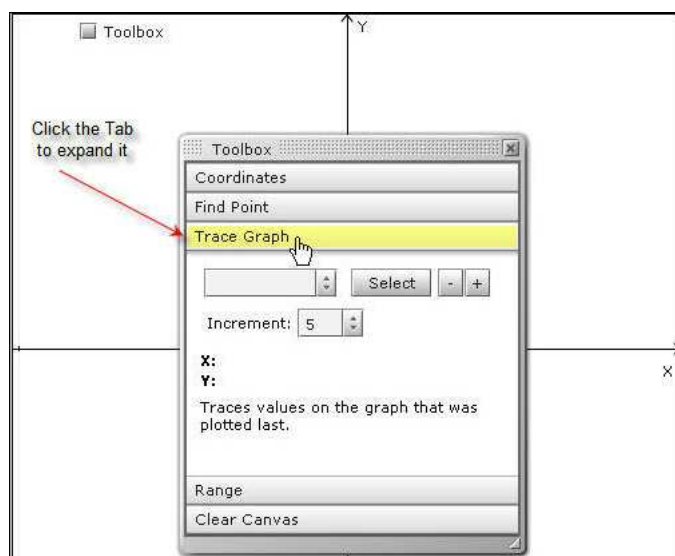 Toolbox
Y
Click the Tab
to expand it
Toolbox
Coordinates
Find Point
Trace Graph
Select - +
Increment: 5
X:
Y:
X
Traces values on the graph that was
plotted last.
Range
Clear Canvas